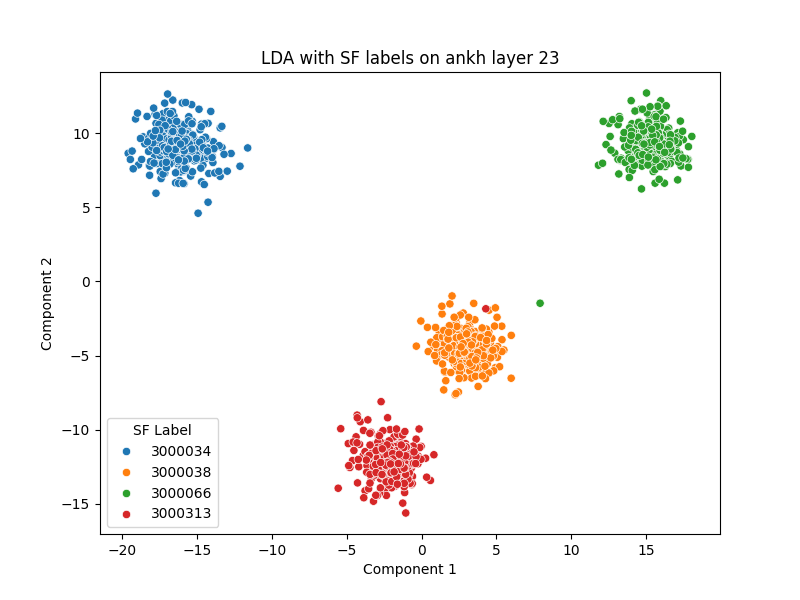 LDA with SF labels on ankh layer 23
Component 2
10
5
0
−5
−10
−15
SF Label
3000034
3000038
3000066
3000313
−20 −15 −10 −5 0 5 10 15
Component 1